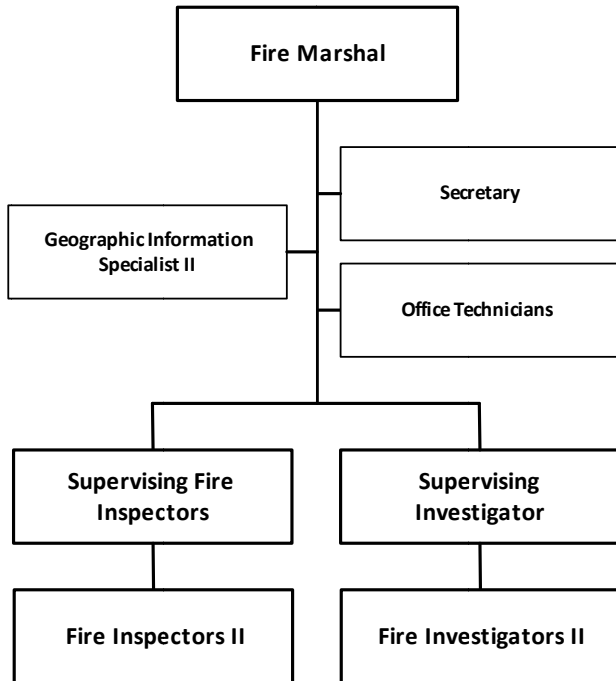 Fire Marshal
Secretary
Geographic Information
Specialist II
Office Technicians
Supervising Fire
Inspectors
Supervising
Investigator
Fire Inspectors II
Fire Investigators II